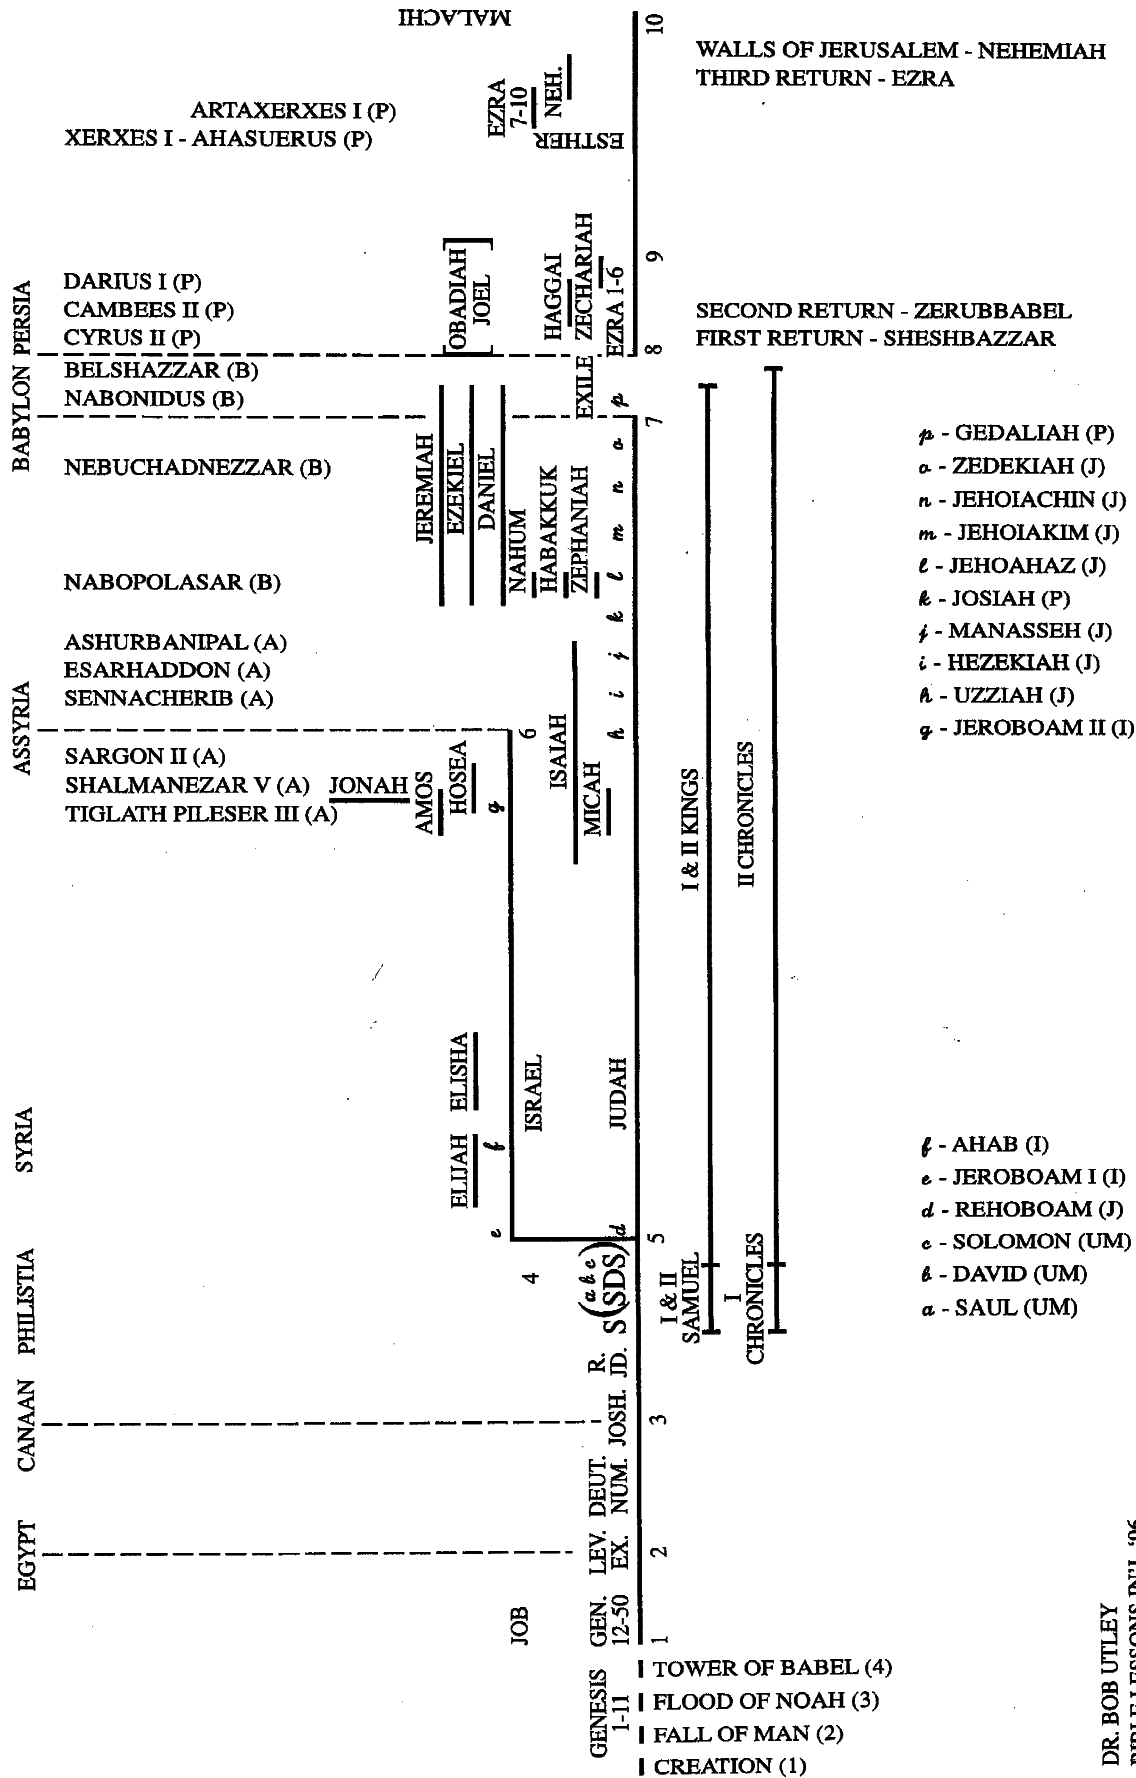 MALACHI
10
WALLS OF JERUSALEM - NEHEMIAH
THIRD RETURN - EZRA
EZRA
7-10
NEH.
ESTHER
ARTAXERXES I (P)
XERXES I - AHASUERUS (P)
PERSIA
DARIUS I (P)
CAMBEES II (P)
CYRUS II (P)
OBADIAH
JOEL
HAGGAI
ZECHARIAH
EZRA 1-6
9
8
SECOND RETURN - ZERUBBABEL
FIRST RETURN - SHESHBAZZAR
BABYLON
BELSHAZZAR (B)
NABONIDUS (B)
NEBUCHADNEZZAR (B)
NABOPOLASAR (B)
EXILE
7
JEREMIAH
EZEKIEL
DANIEL
NAHUM
HABAKKUK
ZEPHANIAH
p
o
n
m
l
k
j
i
h
p - GEDALIAH (P)
o - ZEDEKIAH (J)
n - JEHOIACHIN (J)
m - JEHOIAKIM (J)
l - JEHOAHAZ (J)
k - JOSIAH (P)
j - MANASSEH (J)
i - HEZEKIAH (J)
h - UZZIAH (J)
g - JEROBOAM II (I)
ASSYRIA
ASHURBANIPAL (A)
ESARHADDON (A)
SENNACHERIB (A)
SARGON II (A)
SHALMANEZAR V (A)
TIGLATH PILESER III (A)
JONAH
AMOS
HOSEA
g
6
ISAIAH
MICAH
I & II KINGS
II CHRONICLES
SYRIA
ELIJAH
ELISHA
f
e
ISRAEL
JUDAH
d
5
f - AHAB (I)
e - JEROBOAM I (I)
d - REHOBOAM (J)
c - SOLOMON (UM)
b - DAVID (UM)
a - SAUL (UM)
PHILISTIA
4
a b c
S (SDS)
I & II
SAMUEL
I
CHRONICLES
CANAAN
R.
JD.
JOSH.
3
DEUT.
NUM.
EGYPT
LEV.
EX.
2
JOB
GEN.
12-50
1
GENESIS
1-11
TOWER OF BABEL (4)
FLOOD OF NOAH (3)
FALL OF MAN (2)
CREATION (1)
DR. BOB UTLEY
BIBLE LESSONS IN'L '96